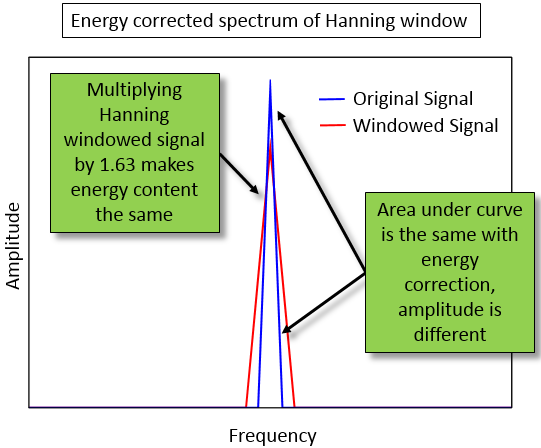 Energy corrected spectrum of Hanning window
Multiplying
Hanning
windowed signal
by 1.63 makes
energy content
the same
Original Signal
Windowed Signal
Area under curve
is the same with
energy
correction,
amplitude is
different
Amplitude
Frequency